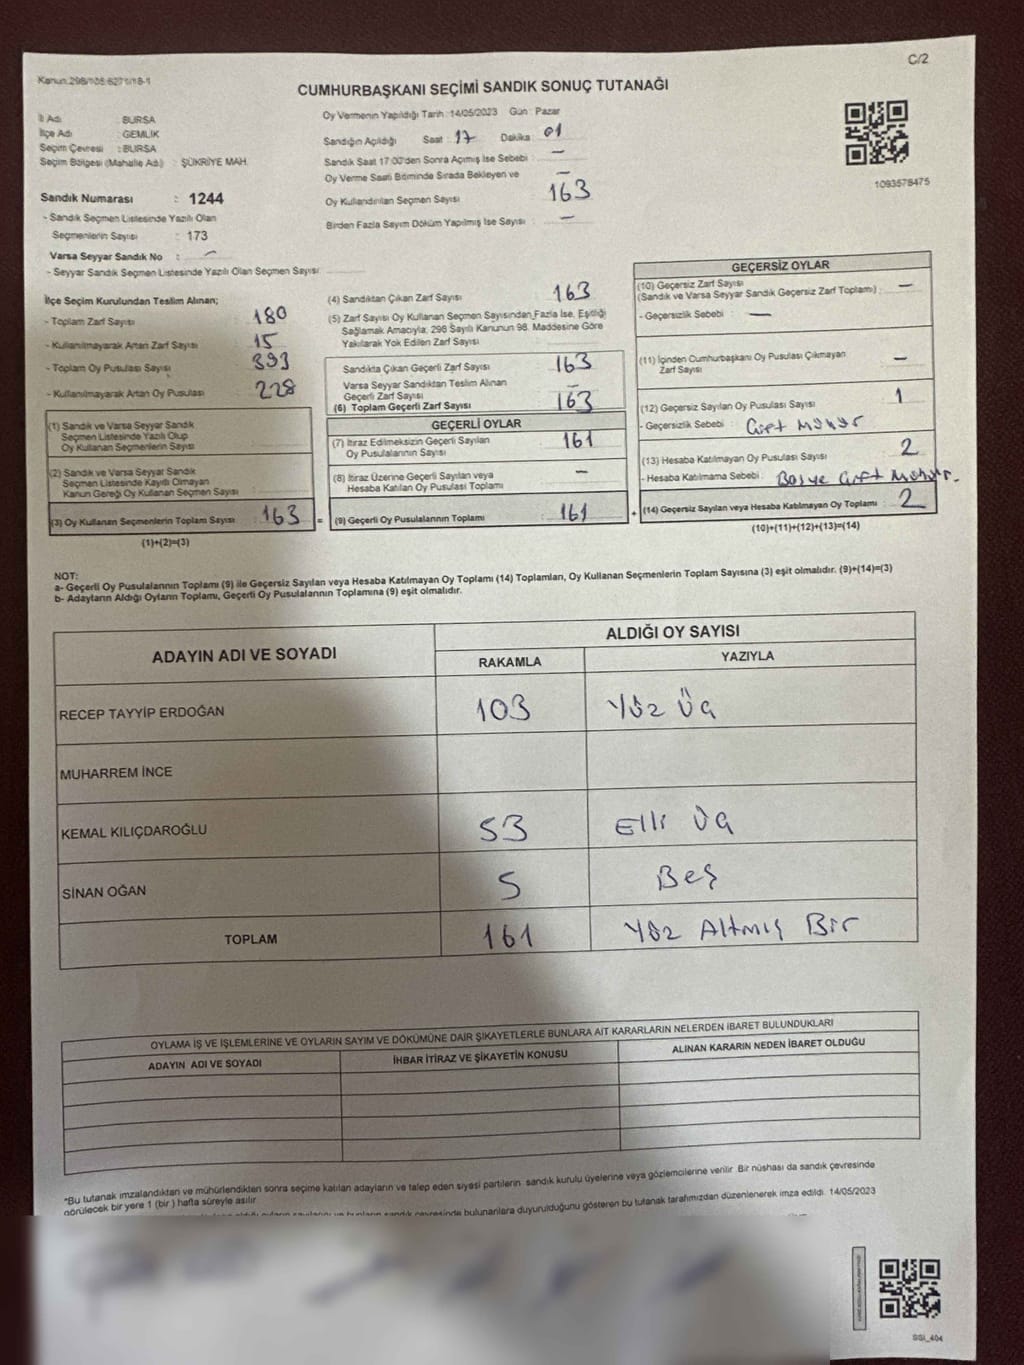 Kanun:298/105-6271/18-1
C/2
CUMHURBAŞKANI SEÇİMİ SANDIK SONUÇ TUTANAĞI
İl Adı : BURSA
İlçe Adı : GEMLİK
Seçim Çevresi : BURSA
Seçim Bölgesi (Mahalle Ad.) : ŞÜKRİYE MAH.
Sandık Numarası : 1244
- Sandık Seçmen Listesinde Yazılı Olan
Seçmenlerin Sayısı : 173
Varsa Seyyar Sandık No : —
- Seyyar Sandık Seçmen Listesinde Yazılı Olan Seçmen Sayısı:
Oy Vermenin Yapıldığı Tarih : 14/05/2023 Gün : Pazar
Sandığın Açıldığı Saat : 17 Dakika : 01
Sandık Saat 17:00'den Sonra Açılmış İse Sebebi : —
Oy Verme Saati Bitiminde Sırada Bekleyen ve —
Oy Kullandırılan Seçmen Sayısı 163
Birden Fazla Sayım Döküm Yapılmış İse Sayısı : —
1093578475
İlçe Seçim Kurulundan Teslim Alınan;
- Toplam Zarf Sayısı 180
- Kullanılmayarak Artan Zarf Sayısı 15
- Toplam Oy Pusulası Sayısı 393
- Kullanılmayarak Artan Oy Pusulası 228
(1) Sandık ve Varsa Seyyar Sandık
Seçmen Listesinde Yazılı Olup
Oy Kullanan Seçmenlerin Sayısı
(2) Sandık ve Varsa Seyyar Sandık
Seçmen Listesinde Kayıtlı Olmayan
Kanun Gereği Oy Kullanan Seçmen Sayısı
(3) Oy Kullanan Seçmenlerin Toplam Sayısı 163 =
(1)+(2)=(3)
(4) Sandıktan Çıkan Zarf Sayısı 163
(5) Zarf Sayısı Oy Kullanan Seçmen Sayısından Fazla İse, Eşitliği
Sağlamak Amacıyla, 298 Sayılı Kanunun 98. Maddesine Göre
Yakılarak Yok Edilen Zarf Sayısı
Sandıkta Çıkan Geçerli Zarf Sayısı 163
Varsa Seyyar Sandıktan Teslim Alınan
Geçerli Zarf Sayısı —
(6) Toplam Geçerli Zarf Sayısı 163
GEÇERLİ OYLAR
(7) İtiraz Edilmeksizin Geçerli Sayılan
Oy Pusulalarının Sayısı 161
(8) İtiraz Üzerine Geçerli Sayılan veya
Hesaba Katılan Oy Pusulası Toplamı —
(9) Geçerli Oy Pusulalarının Toplamı 161 +
GEÇERSİZ OYLAR
(10) Geçersiz Zarf Sayısı
(Sandık ve Varsa Seyyar Sandık Geçersiz Zarf Toplamı) : —
- Geçersizlik Sebebi : —
(11) İçinden Cumhurbaşkanı Oy Pusulası Çıkmayan
Zarf Sayısı —
(12) Geçersiz Sayılan Oy Pusulası Sayısı 1
- Geçersizlik Sebebi : Çift Mühür
(13) Hesaba Katılmayan Oy Pusulası Sayısı 2
- Hesaba Katılmama Sebebi : Boş ve Çift Mühür.
(14) Geçersiz Sayılan veya Hesaba Katılmayan Oy Toplamı 2
(10)+(11)+(12)+(13)=(14)
NOT:
a- Geçerli Oy Pusulalarının Toplamı (9) ile Geçersiz Sayılan veya Hesaba Katılmayan Oy Toplamı (14) Toplamları, Oy Kullanan Seçmenlerin Toplam Sayısına (3) eşit olmalıdır. (9)+(14)=(3)
b- Adayların Aldığı Oyların Toplamı, Geçerli Oy Pusulalarının Toplamına (9) eşit olmalıdır.
ADAYIN ADI VE SOYADI
ALDIĞI OY SAYISI
RAKAMLA YAZIYLA
RECEP TAYYİP ERDOĞAN 103 Yüz Üç
MUHARREM İNCE
KEMAL KILIÇDAROĞLU 53 Elli Üç
SİNAN OĞAN 5 Beş
TOPLAM 161 Yüz Altmış Bir
OYLAMA İŞ VE İŞLEMLERİNE VE OYLARIN SAYIM VE DÖKÜMÜNE DAİR ŞİKAYETLERLE BUNLARA AİT KARARLARIN NELERDEN İBARET BULUNDUKLARI
ADAYIN ADI VE SOYADI İHBAR İTİRAZ VE ŞİKAYETİN KONUSU ALINAN KARARIN NEDEN İBARET OLDUĞU
*Bu tutanak imzalandıktan ve mühürlendikten sonra seçime katılan adayların ve talep eden siyasi partilerin sandık kurulu üyelerine veya gözlemcilerine verilir. Bir nüshası da sandık çevresinde
görülecek bir yere 1 (bir) hafta süreyle asılır.
bulunanlara duyurulduğunu gösteren bu tutanak tarafımızdan düzenlenerek imza edildi. 14/05/2023
SSI_404